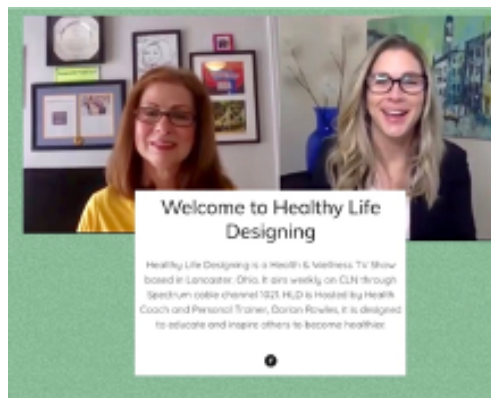 Welcome to Healthy Life
Designing
Healthy Life Designing is a Health & Wellness TV Show
based in Lancaster, Ohio. It airs weekly on CLN through
Spectrum cable channel 1021. HLD is Hosted by Health
Coach and Personal Trainer, Dorian Rowles, it is designed
to educate and inspire others to become healthier.